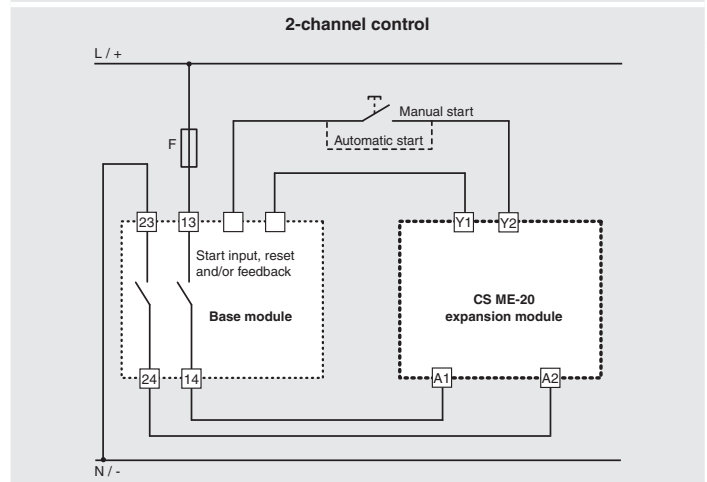 2-channel control
L / +
Manual start
Automatic start
F
23
13
Y1
Y2
Start input, reset
and/or feedback
Base module
CS ME-20
expansion module
24
14
A1
A2
N / -